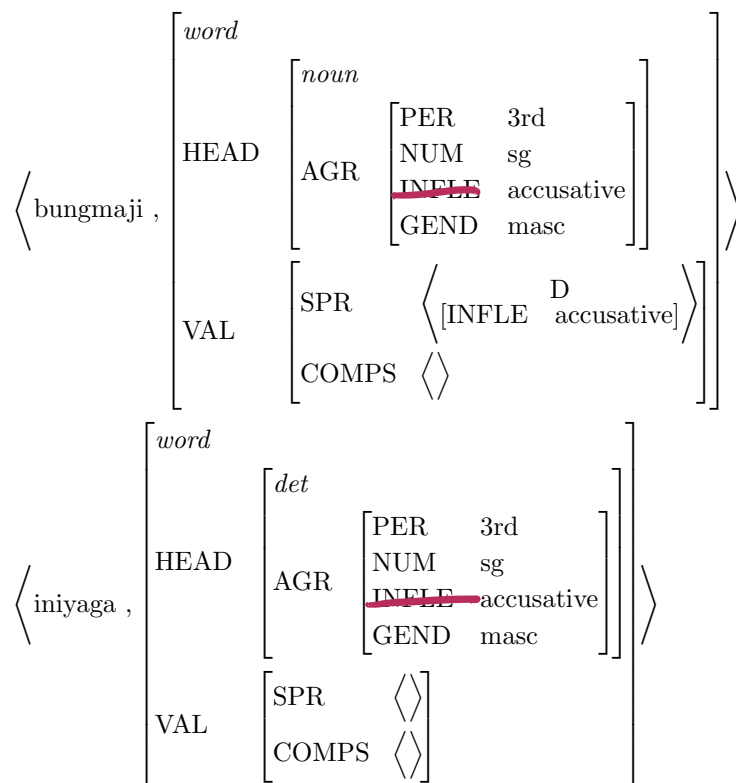 word
noun
PER 3rd
HEAD NUM sg
AGR
INFLE accusative
GEND masc
⟨bungmaji ,
D
SPR ⟨[INFLE accusative]⟩
VAL
COMPS ⟨⟩
word
det
PER 3rd
HEAD NUM sg
AGR
INFLE accusative
⟨iniyaga ,
GEND masc
SPR ⟨⟩
VAL
COMPS ⟨⟩